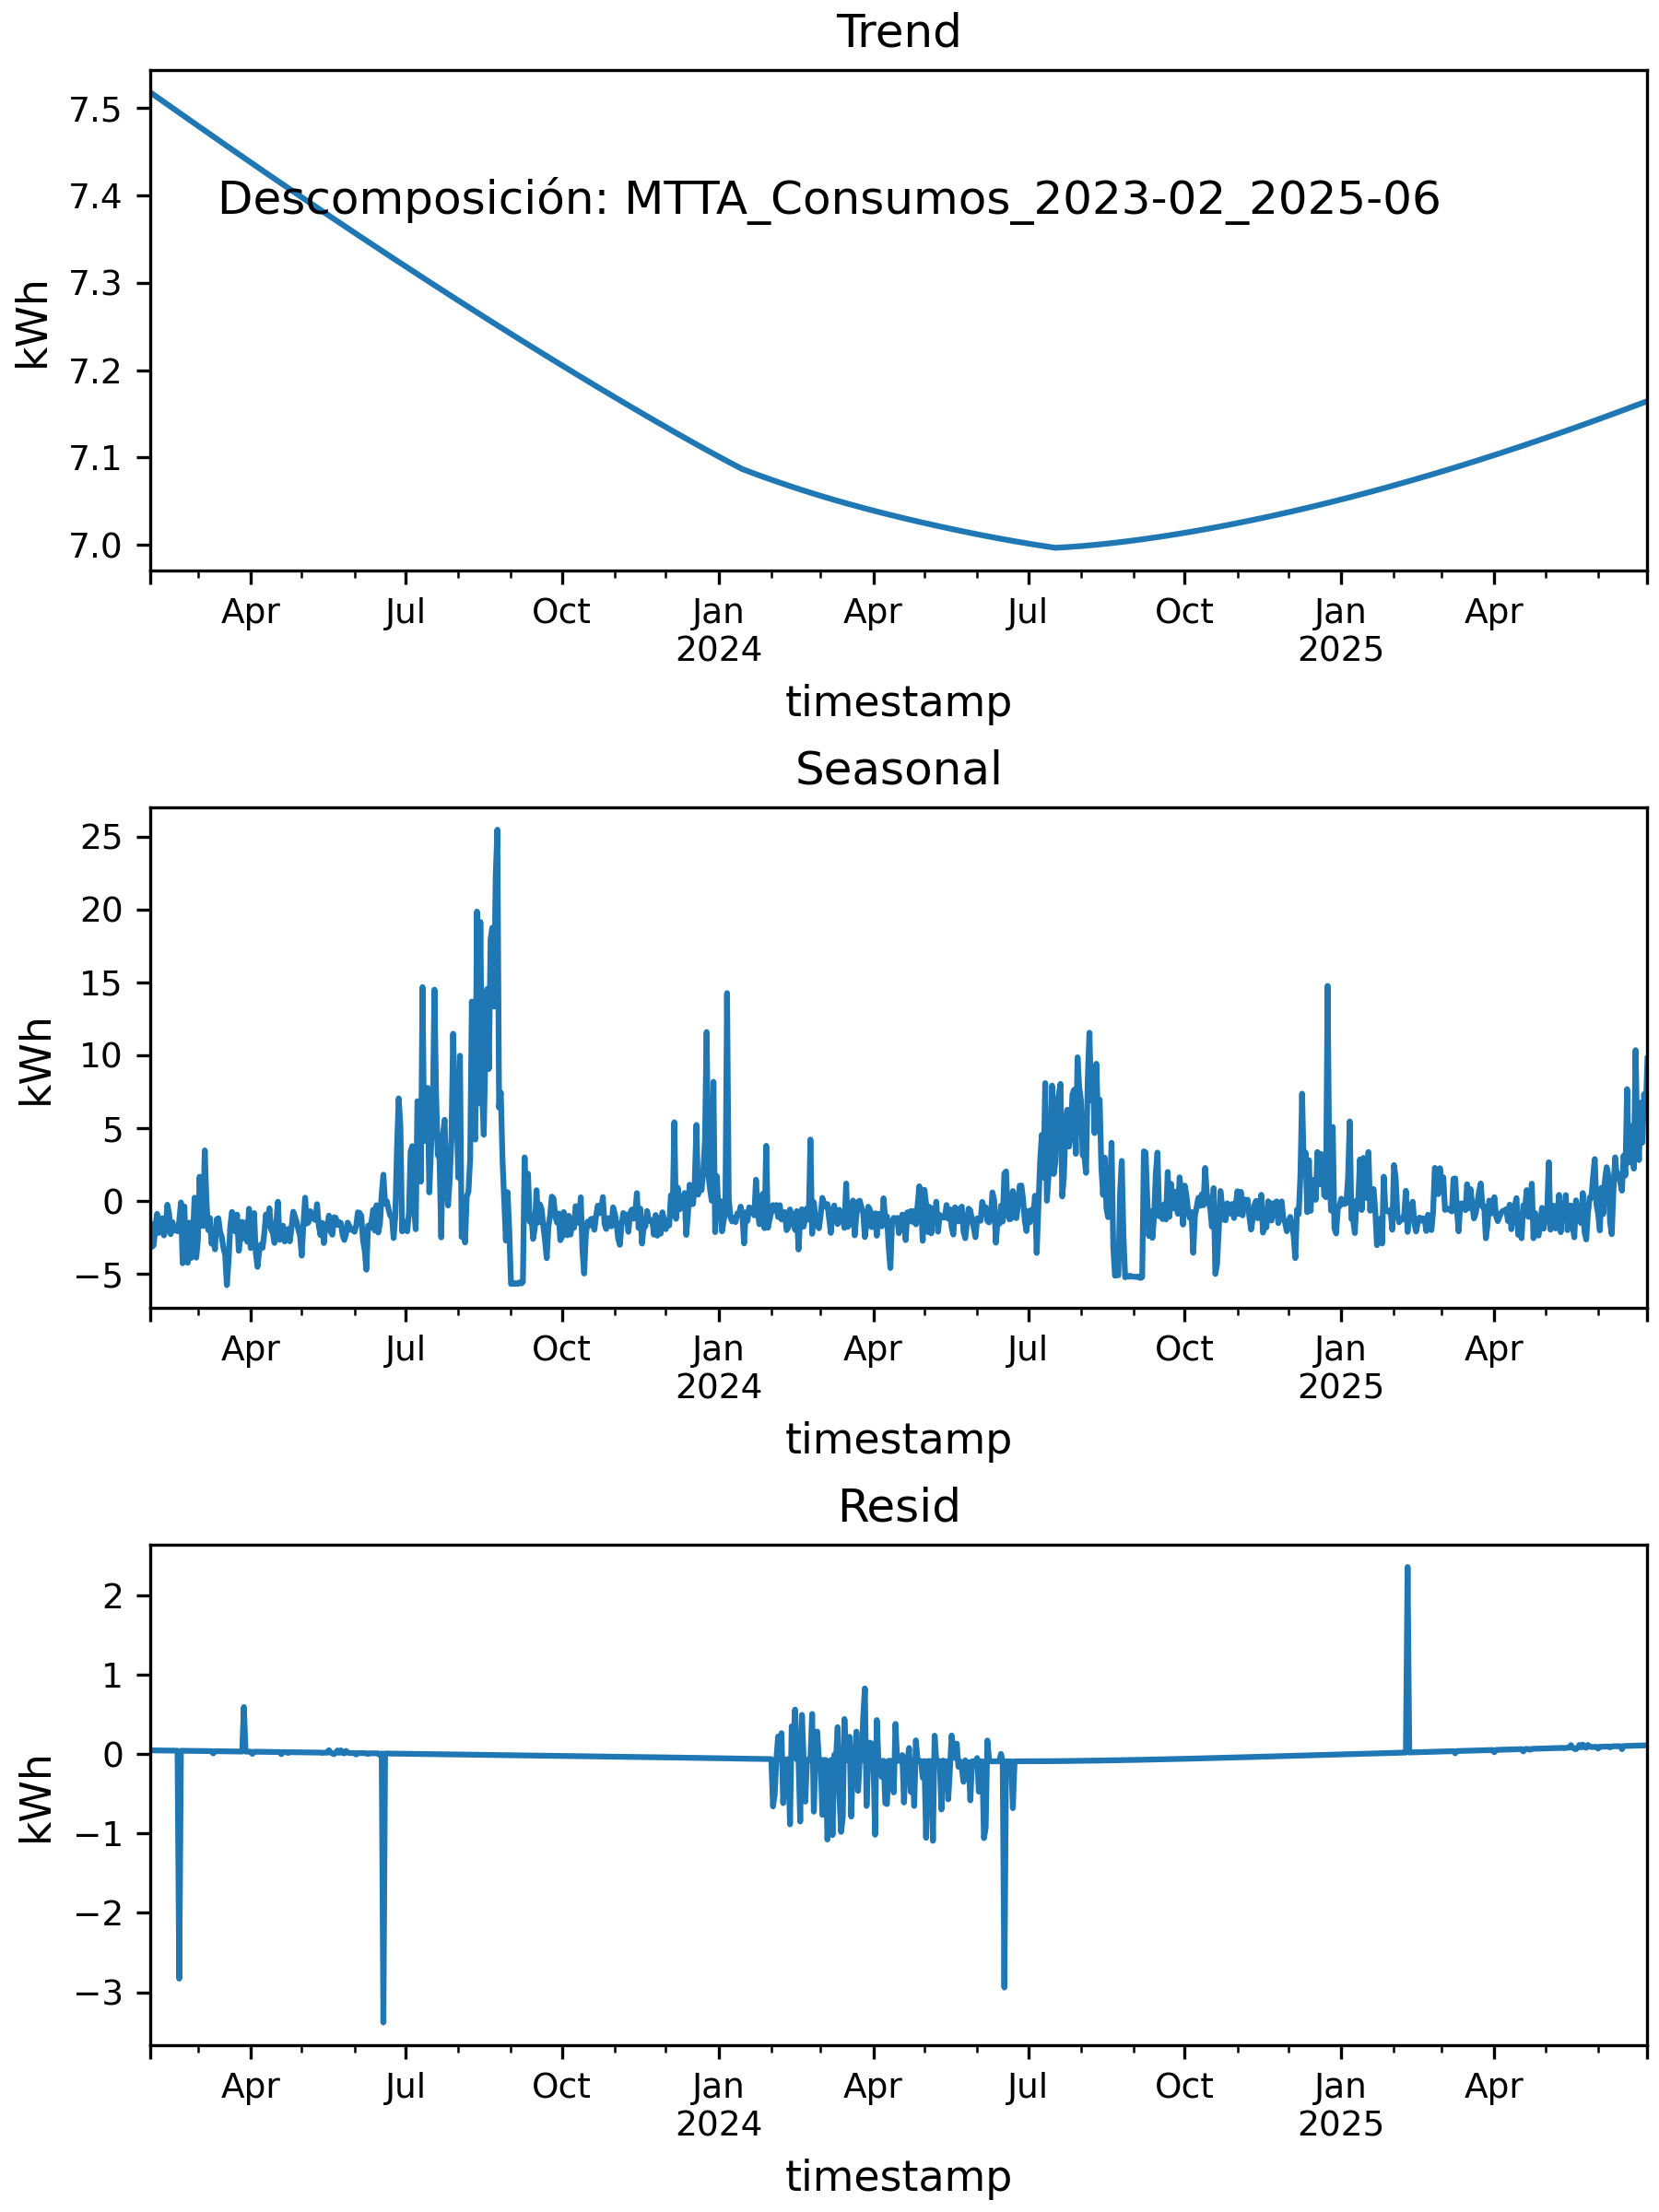 Trend
7.5
7.4
7.3
7.2
7.1
7.0
kWh
Descomposición: MTTA_Consumos_2023-02_2025-06
Apr Jul Oct Jan Apr Jul Oct Jan Apr
2024 2025
timestamp
Seasonal
25
20
15
10
5
0
−5
kWh
Apr Jul Oct Jan Apr Jul Oct Jan Apr
2024 2025
timestamp
Resid
2
1
0
−1
−2
−3
kWh
Apr Jul Oct Jan Apr Jul Oct Jan Apr
2024 2025
timestamp